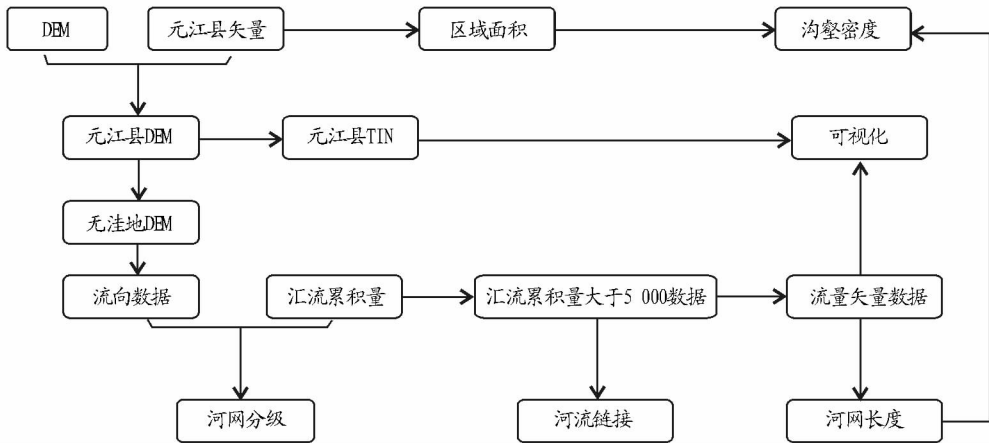 DEM
元江县矢量
区域面积
沟壑密度
元江县DEM
元江县TIN
可视化
无洼地DEM
流向数据
汇流累积量
汇流累积量大于5 000数据
流量矢量数据
河网分级
河流链接
河网长度